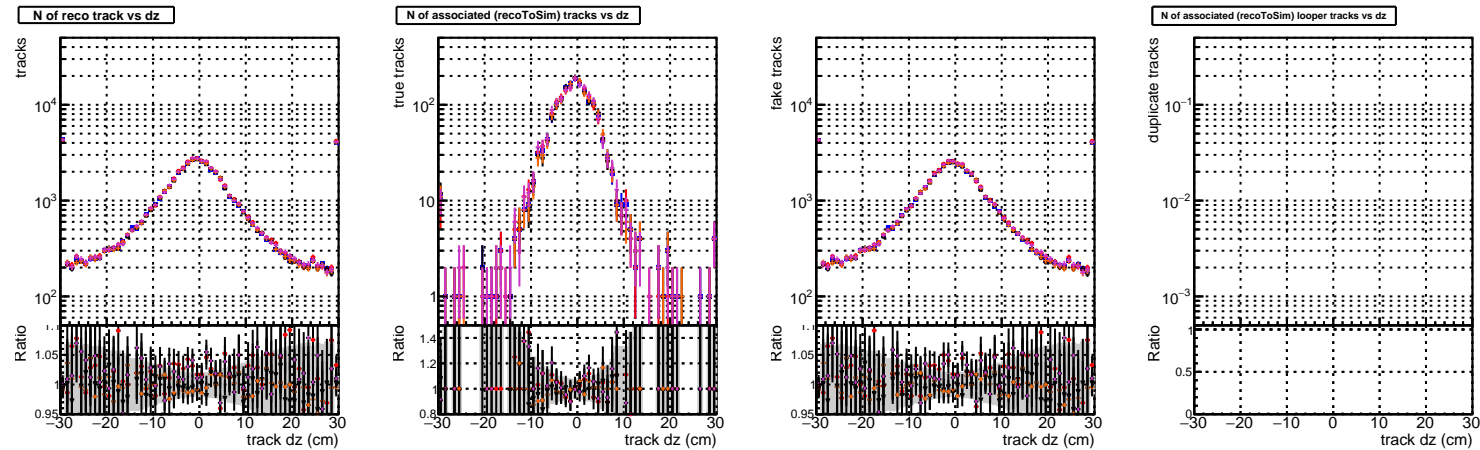 N of reco track vs dz
tracks
10^4
10^3
10^2
Ratio
1.1
1.05
1
0.95
−30 −20 −10 0 10 20 30
track dz (cm)
N of associated (recoToSim) tracks vs dz
true tracks
10^2
10
1
Ratio
1.4
1.2
1
0.8
−30 −20 −10 0 10 20 30
track dz (cm)
fake tracks
10^4
10^3
10^2
Ratio
1.1
1.05
1
0.95
−30 −20 −10 0 10 20 30
track dz (cm)
N of associated (recoToSim) looper tracks vs dz
duplicate tracks
10^−1
10^−2
10^−3
Ratio
1
0.5
0
−30 −20 −10 0 10 20 30
track dz (cm)